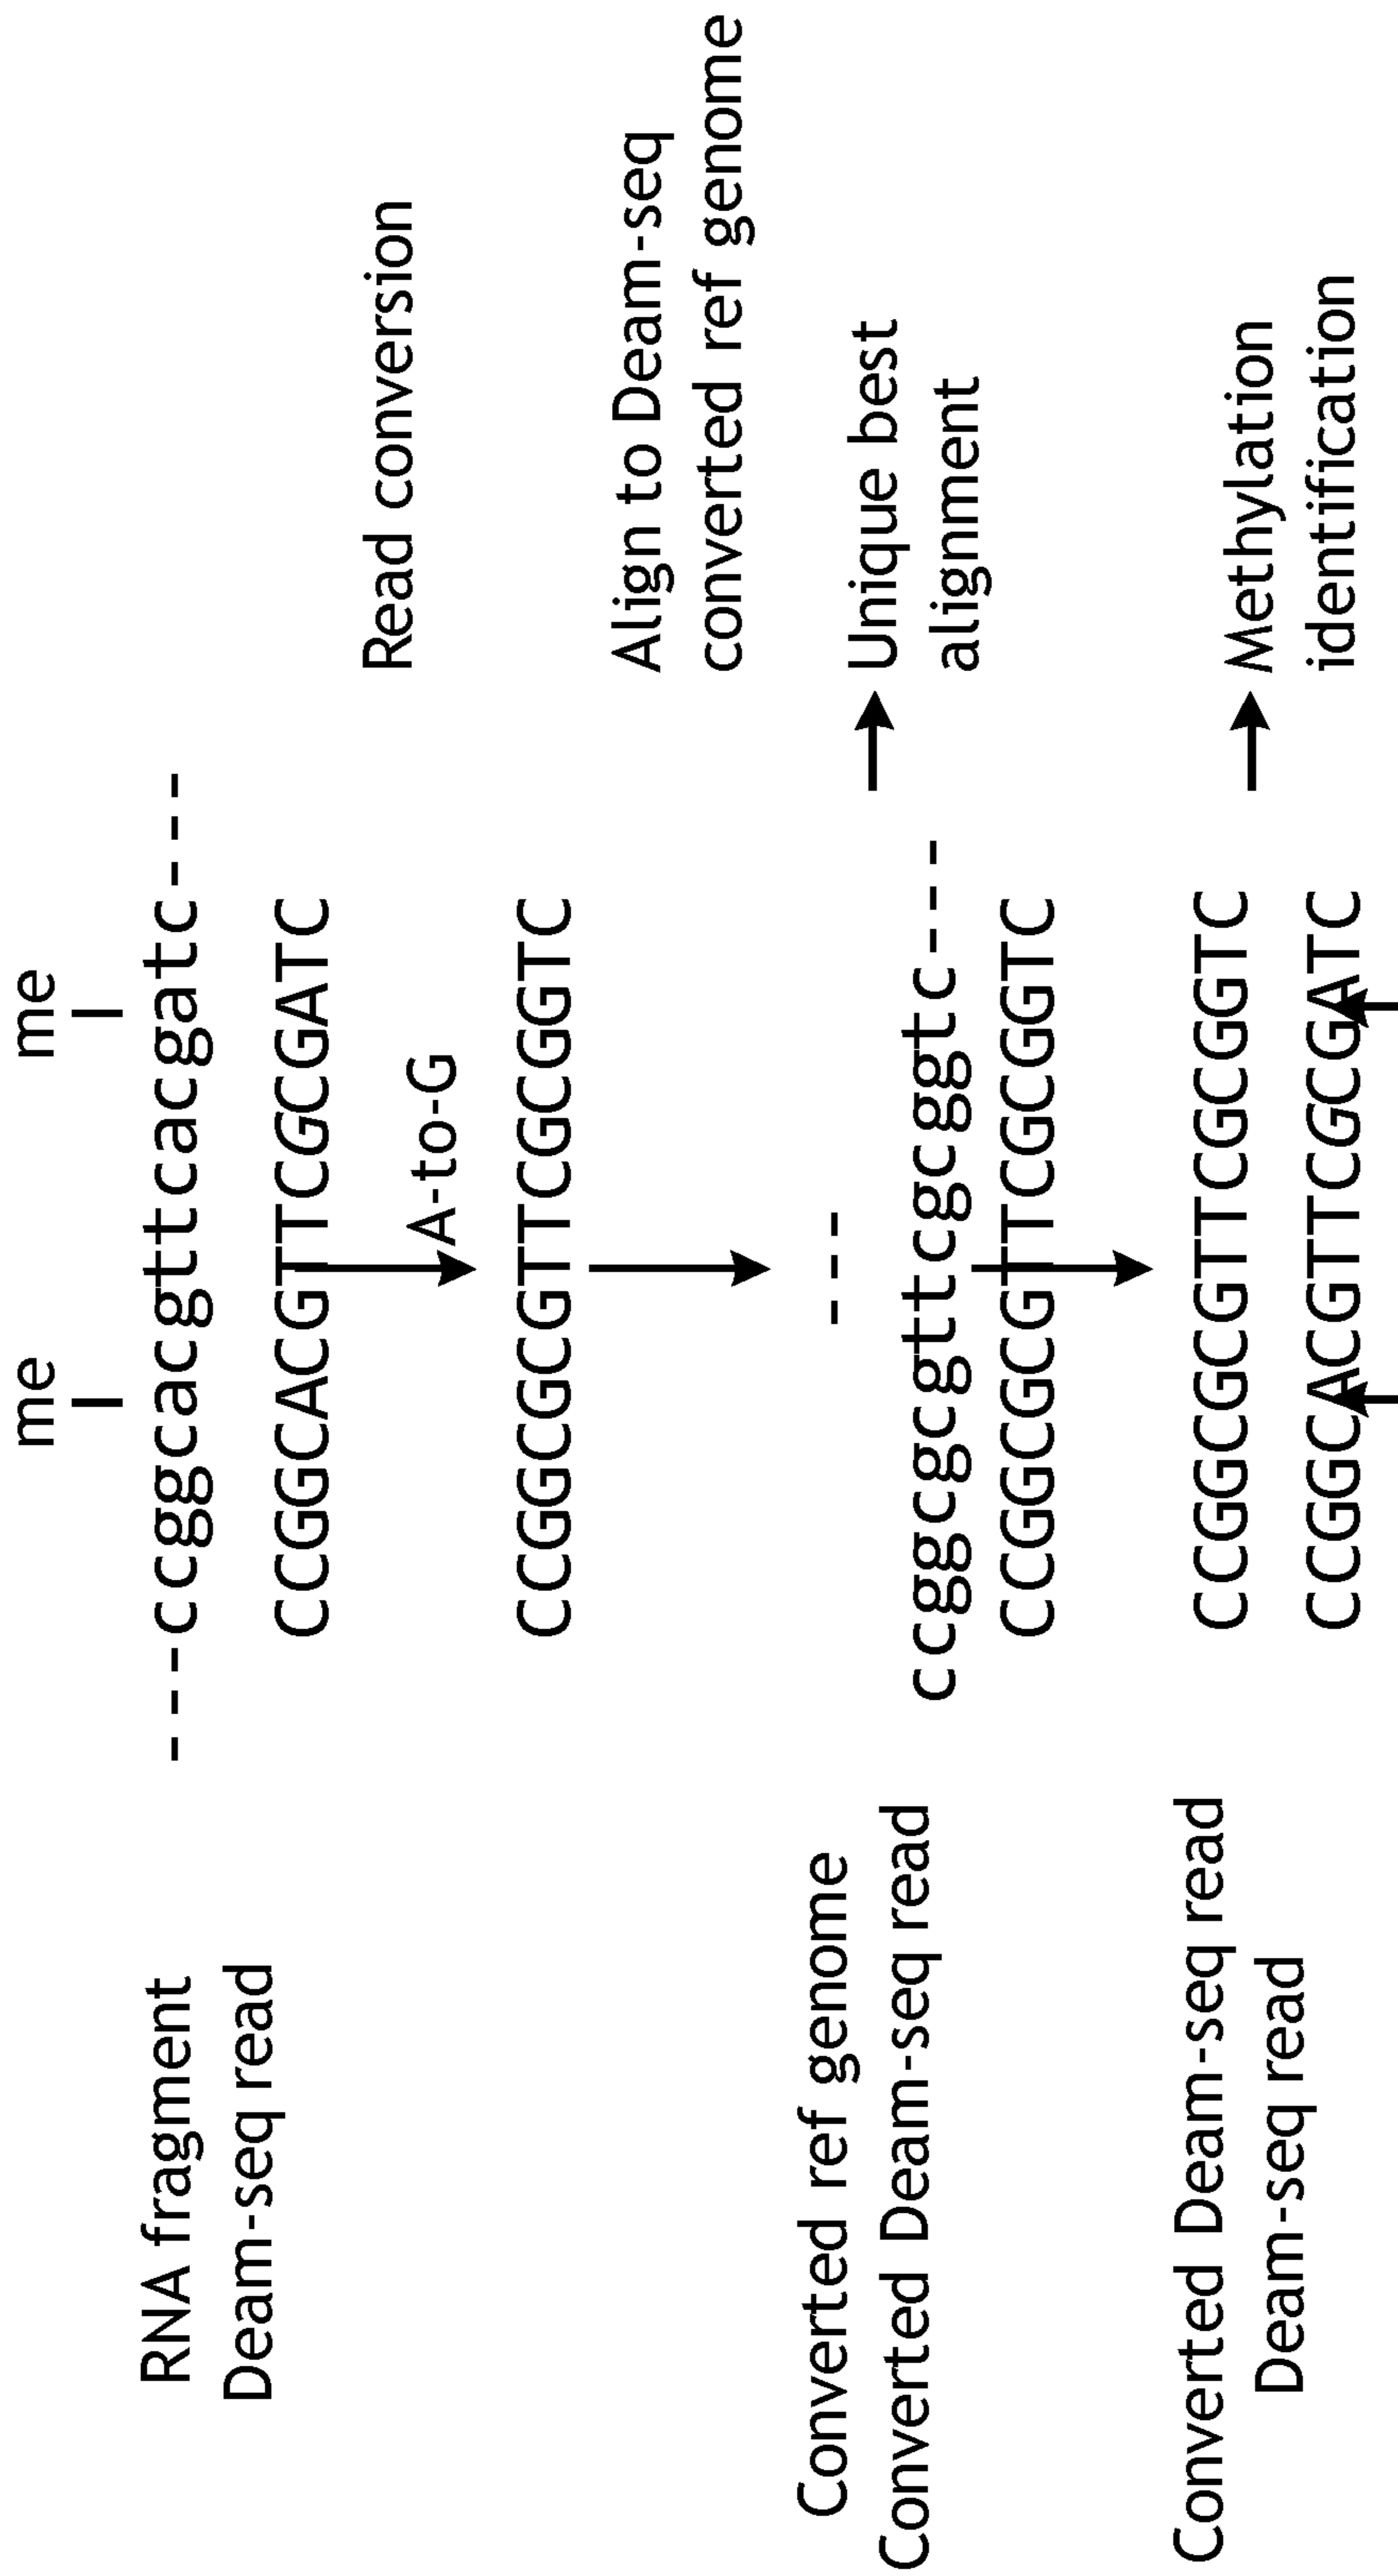 me me
RNA fragment ---ccggcacgttcacgatc---
Deam-seq read CCGGCACGTTCGCGATC
A-to-G Read conversion
CCGGCGCGTTCGCGGTC
Align to Deam-seq
converted ref genome
---
Converted ref genome ccggcgcgttcgcggtc---
Converted Deam-seq read CCGGCGCGTTCGCGGTC
Unique best
alignment
Converted Deam-seq read CCGGCGCGTTCGCGGTC
Deam-seq read CCGGCACGTTCGCGATC
Methylation
identification